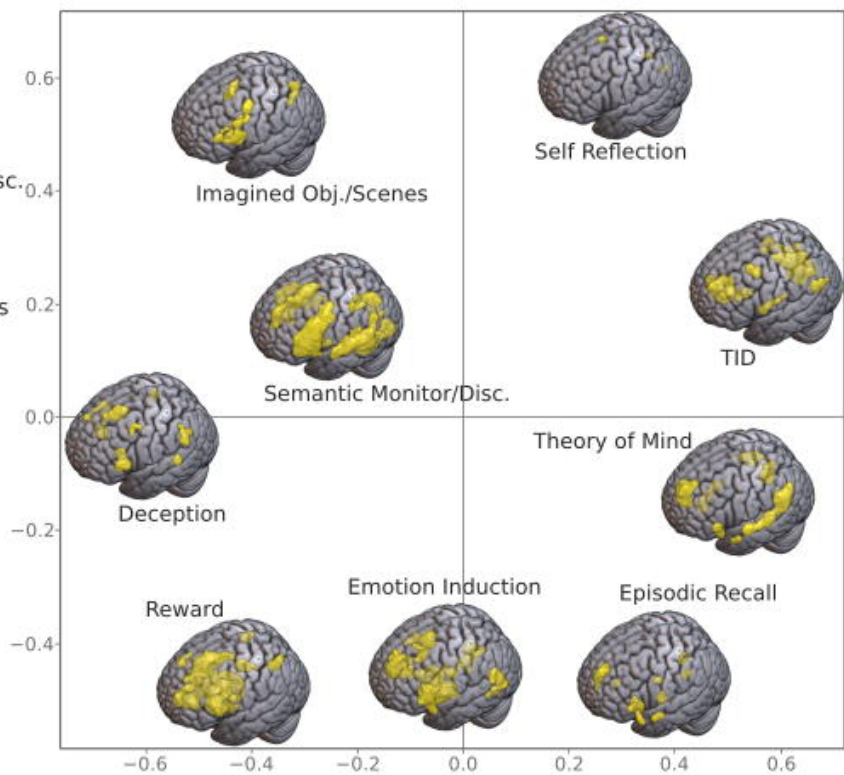 0.6
Self Reflection
sc.
0.4
Imagined Obj./Scenes
0.2
s
TID
Semantic Monitor/Disc.
0.0
Theory of Mind
Deception
−0.2
Emotion Induction
Episodic Recall
Reward
−0.4
−0.6 −0.4 −0.2 0.0 0.2 0.4 0.6